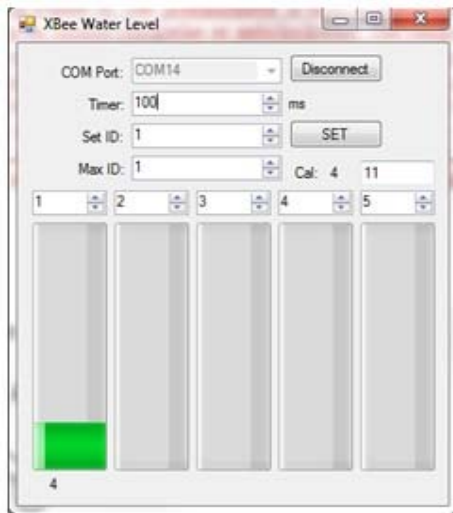 XBee Water Level
COM Port: COM14 Disconnect
Timer: 100 ms
Set ID: 1 SET
Max ID: 1 Cal: 4 11
1 2 3 4 5
4